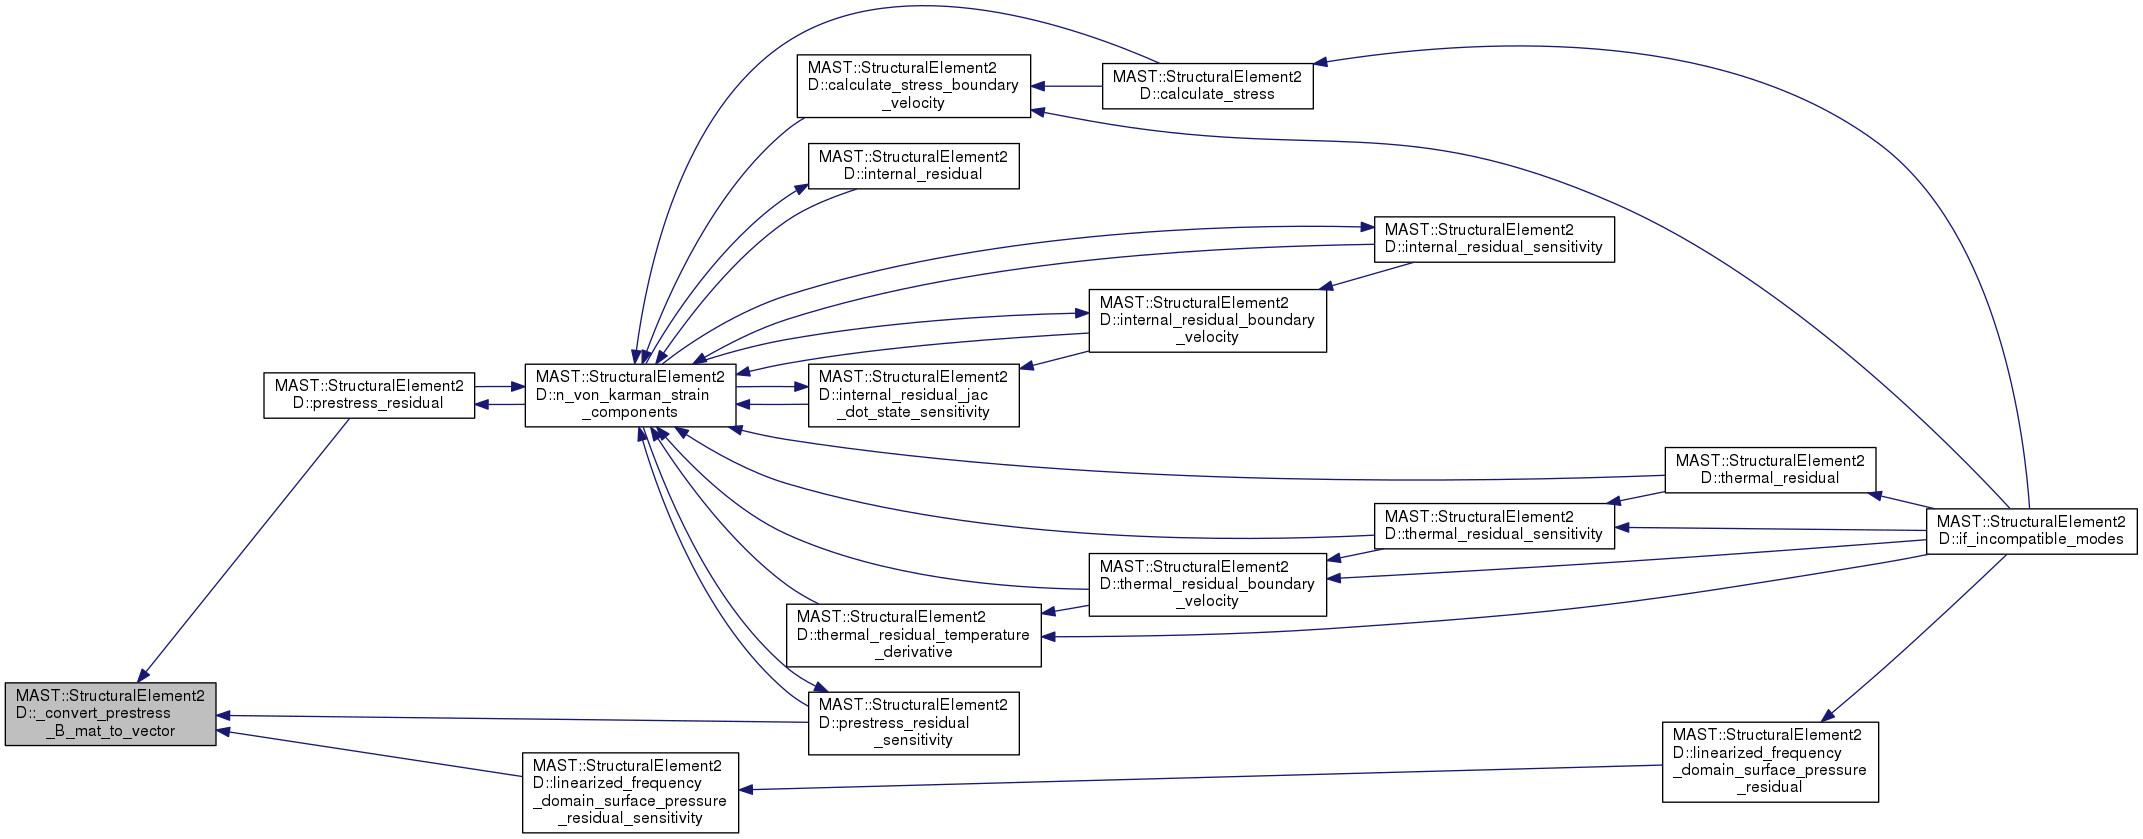 MAST::StructuralElement2
D::calculate_stress_boundary
_velocity
MAST::StructuralElement2
D::calculate_stress
MAST::StructuralElement2
D::internal_residual
MAST::StructuralElement2
D::internal_residual_sensitivity
MAST::StructuralElement2
D::internal_residual_boundary
_velocity
MAST::StructuralElement2
D::prestress_residual
MAST::StructuralElement2
D::n_von_karman_strain
_components
MAST::StructuralElement2
D::internal_residual_jac
_dot_state_sensitivity
MAST::StructuralElement2
D::thermal_residual
MAST::StructuralElement2
D::thermal_residual_sensitivity
MAST::StructuralElement2
D::if_incompatible_modes
MAST::StructuralElement2
D::thermal_residual_boundary
_velocity
MAST::StructuralElement2
D::thermal_residual_temperature
_derivative
MAST::StructuralElement2
D::_convert_prestress
_B_mat_to_vector
MAST::StructuralElement2
D::prestress_residual
_sensitivity
MAST::StructuralElement2
D::linearized_frequency
_domain_surface_pressure
_residual
MAST::StructuralElement2
D::linearized_frequency
_domain_surface_pressure
_residual_sensitivity